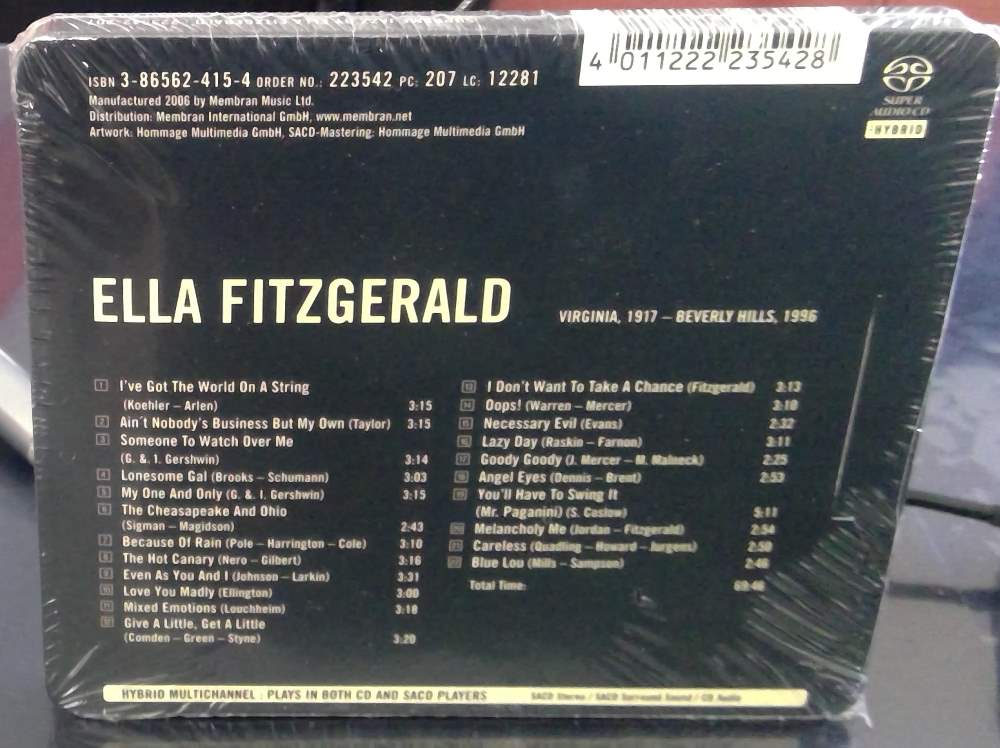 ISBN 3-86562-415-4 ORDER NO.: 223542 PC: 207 LC: 12281
Manufactured 2006 by Membran Music Ltd.
Distribution: Membran International GmbH, www.membran.net
Artwork: Hommage Multimedia GmbH, SACD-Mastering: Hommage Multimedia GmbH
4 011222 235428
SUPER
AUDIO CD
HYBRID
ELLA FITZGERALD
VIRGINIA, 1917 – BEVERLY HILLS, 1996
1 I've Got The World On A String
(Koehler – Arlen) 3:15
2 Ain´t Nobody's Business But My Own (Taylor) 3:15
3 Someone To Watch Over Me
(G. & I. Gershwin) 3:14
4 Lonesome Gal (Brooks – Schumann) 3:03
5 My One And Only (G. & I. Gershwin) 3:15
6 The Cheasapeake And Ohio
(Sigman – Magidson) 2:43
7 Because Of Rain (Pole – Harrington – Cole) 3:10
8 The Hot Canary (Nero – Gilbert) 3:16
9 Even As You And I (Johnson – Larkin) 3:31
10 Love You Madly (Ellington) 3:00
11 Mixed Emotions (Louchheim) 3:18
12 Give A Little, Get A Little
(Comden – Green – Styne) 3:20
13 I Don't Want To Take A Chance (Fitzgerald) 3:13
14 Oops! (Warren – Mercer) 3:10
15 Necessary Evil (Evans) 2:32
16 Lazy Day (Raskin – Farnon) 3:11
17 Goody Goody (J. Mercer – M. Malneck) 2:25
18 Angel Eyes (Dennis – Brent) 2:53
19 You'll Have To Swing It
(Mr. Paganini) (S. Coslow) 5:11
20 Melancholy Me (Jordan – Fitzgerald) 2:54
21 Careless (Quadling – Howard – Jurgens) 2:50
22 Blue Lou (Mills – Sampson) 2:46
Total Time:
HYBRID MULTICHANNEL : PLAYS IN BOTH CD AND SACD PLAYERS
SACD Stereo / SACD Surround Sound / CD Audio